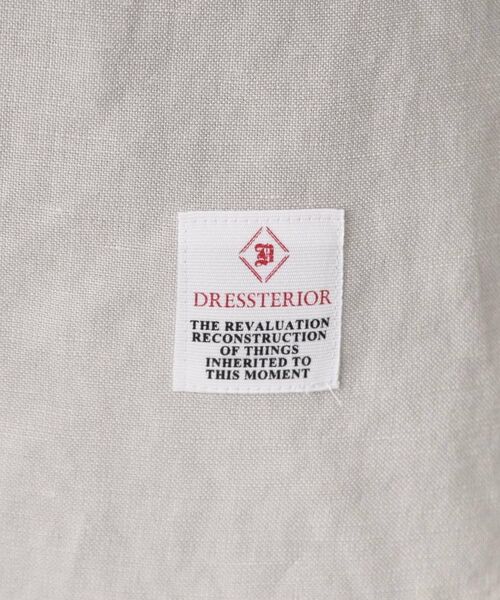 DRESSTERIOR
THE REVALUATION
RECONSTRUCTION
OF THINGS
INHERITED TO
THIS MOMENT